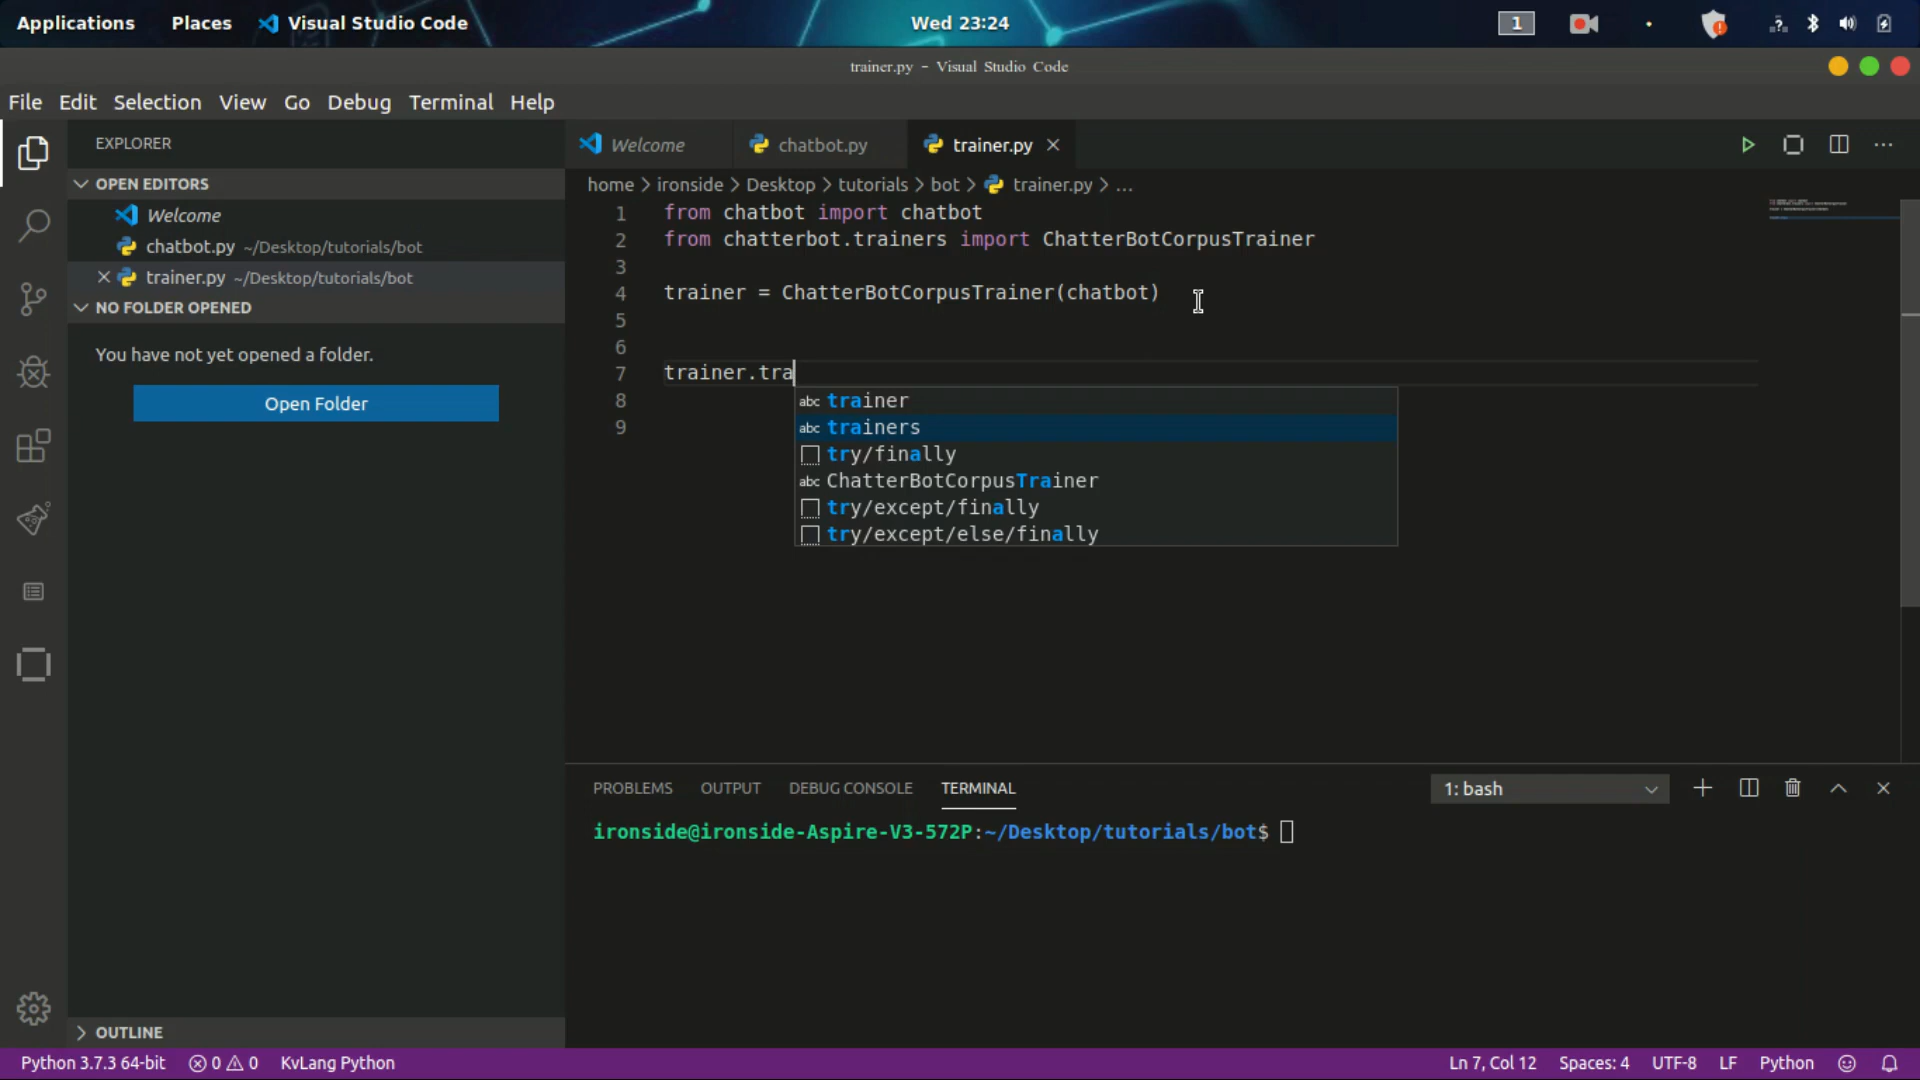 Applications Places Visual Studio Code Wed 23:24 1
trainer.py - Visual Studio Code
File Edit Selection View Go Debug Terminal Help
EXPLORER
OPEN EDITORS
Welcome
chatbot.py ~/Desktop/tutorials/bot
trainer.py ~/Desktop/tutorials/bot
NO FOLDER OPENED
You have not yet opened a folder.
Open Folder
OUTLINE
Welcome chatbot.py trainer.py
home > ironside > Desktop > tutorials > bot > trainer.py > ...
1 from chatbot import chatbot
2 from chatterbot.trainers import ChatterBotCorpusTrainer
3
4 trainer = ChatterBotCorpusTrainer(chatbot)
5
6
7 trainer.tra
8
9
abc trainer
abc trainers
try/finally
abc ChatterBotCorpusTrainer
try/except/finally
try/except/else/finally
PROBLEMS OUTPUT DEBUG CONSOLE TERMINAL 1: bash
ironside@ironside-Aspire-V3-572P:~/Desktop/tutorials/bot$
Python 3.7.3 64-bit 0 0 KvLang Python Ln 7, Col 12 Spaces: 4 UTF-8 LF Python